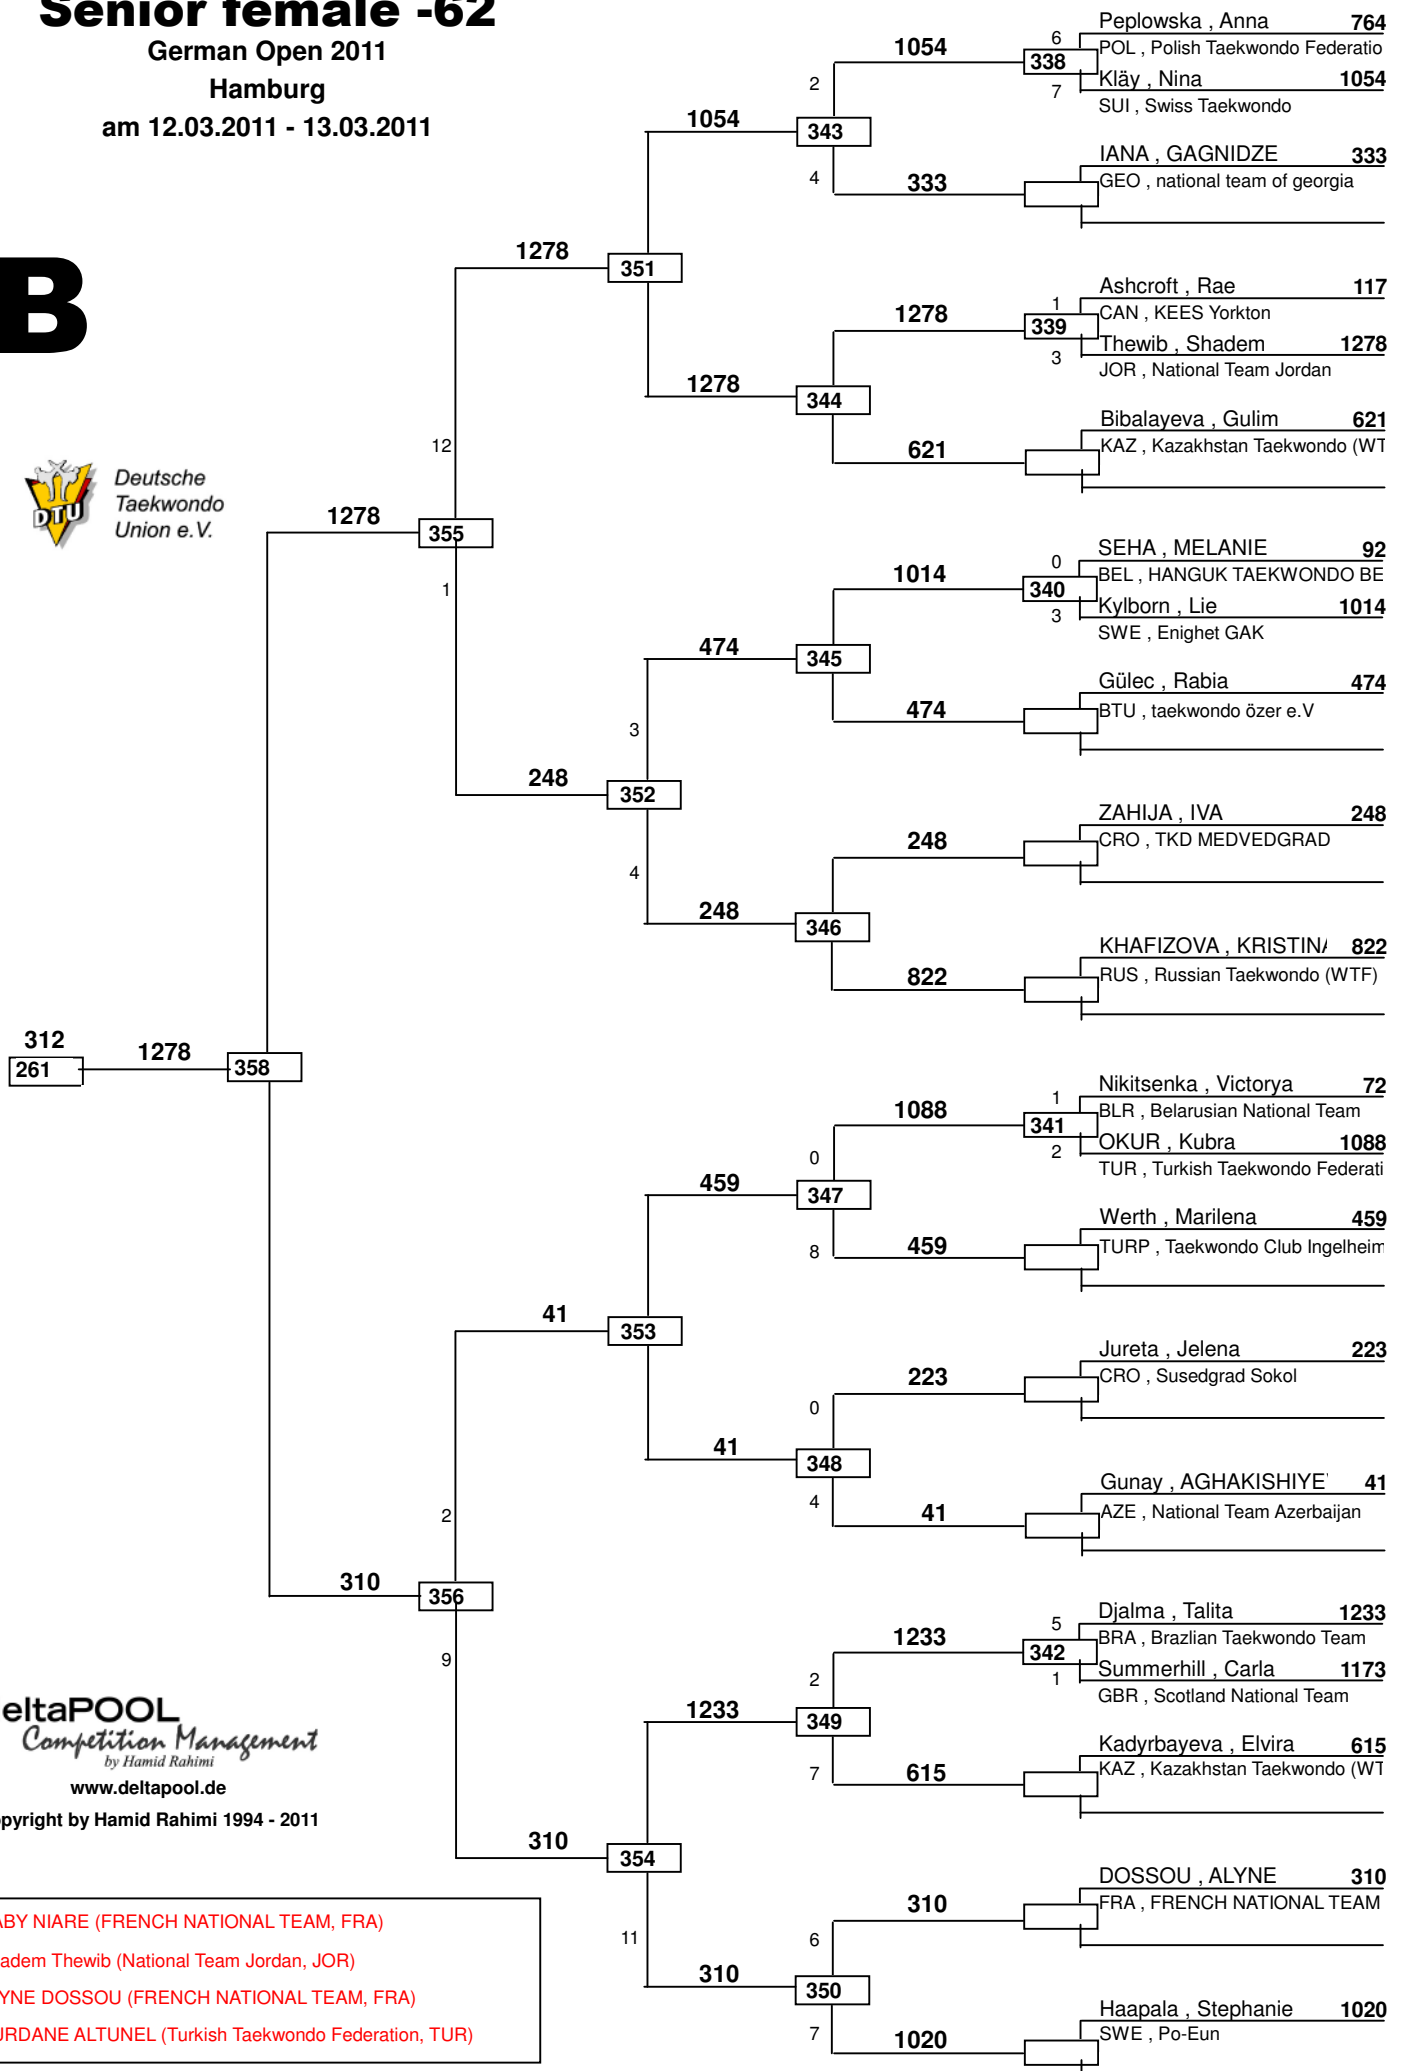 Senior female -62
German Open 2011
Hamburg
am 12.03.2011 - 13.03.2011
B
DTU
Deutsche
Taekwondo
Union e.V.
Peplowska , Anna 764
POL , Polish Taekwondo Federatio
6
338
7
1054
Kläy , Nina 1054
SUI , Swiss Taekwondo
2
343
4
1054
IANA , GAGNIDZE 333
GEO , national team of georgia
333
1278
351
Ashcroft , Rae 117
CAN , KEES Yorkton
1
339
3
1278
Thewib , Shadem 1278
JOR , National Team Jordan
1278
344
Bibalayeva , Gulim 621
KAZ , Kazakhstan Taekwondo (WT
621
12
1278
355
1
SEHA , MELANIE 92
BEL , HANGUK TAEKWONDO BE
0
340
3
1014
Kylborn , Lie 1014
SWE , Enighet GAK
474
345
Gülec , Rabia 474
BTU , taekwondo özer e.V
474
3
248
352
4
ZAHIJA , IVA 248
CRO , TKD MEDVEDGRAD
248
248
346
KHAFIZOVA , KRISTINA 822
RUS , Russian Taekwondo (WTF)
822
312
261
1278
358
Nikitsenka , Victorya 72
BLR , Belarusian National Team
1
341
2
1088
OKUR , Kubra 1088
TUR , Turkish Taekwondo Federati
0
459
347
8
Werth , Marilena 459
TURP , Taekwondo Club Ingelheim
459
41
353
Jureta , Jelena 223
CRO , Susedgrad Sokol
223
0
41
348
4
Gunay , AGHAKISHIYE 41
AZE , National Team Azerbaijan
41
2
310
356
9
Djalma , Talita 1233
BRA , Brazlian Taekwondo Team
5
342
1
1233
Summerhill , Carla 1173
GBR , Scotland National Team
2
1233
349
7
Kadyrbayeva , Elvira 615
KAZ , Kazakhstan Taekwondo (WT
615
310
354
11
DOSSOU , ALYNE 310
FRA , FRENCH NATIONAL TEAM
310
6
310
350
7
Haapala , Stephanie 1020
SWE , Po-Eun
1020
eltaPOOL
Competition Management
by Hamid Rahimi
www.deltapool.de
opyright by Hamid Rahimi 1994 - 2011
ABY NIARE (FRENCH NATIONAL TEAM, FRA)
adem Thewib (National Team Jordan, JOR)
YNE DOSSOU (FRENCH NATIONAL TEAM, FRA)
URDANE ALTUNEL (Turkish Taekwondo Federation, TUR)